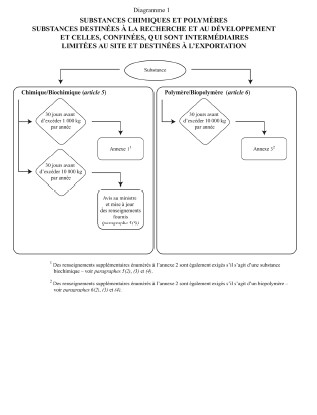 Diagramme 1
SUBSTANCES CHIMIQUES ET POLYMÈRES
SUBSTANCES DESTINÉES À LA RECHERCHE ET AU DÉVELOPPEMENT
ET CELLES, CONFINÉES, QUI SONT INTERMÉDIAIRES
LIMITÉES AU SITE ET DESTINÉES À L'EXPORTATION
Substance
Chimique/Biochimique (article 5)
30 jours avant
d'excéder 1 000 kg
par année
Annexe 1¹
30 jours avant
d'excéder 10 000 kg
par année
Avis au ministre
et mise à jour
des renseignements
fournis
(paragraphe 5(5))
Polymère/Biopolymère (article 6)
30 jours avant
d'excéder 10 000 kg
par année
Annexe 3²
¹ Des renseignements supplémentaires énumérés à l'annexe 2 sont également exigés s'il s'agit d'une substance
biochimique – voir paragraphes 5(2), (3) et (4).
² Des renseignements supplémentaires énumérés à l'annexe 2 sont également exigés s'il s'agit d'un biopolymère –
voir paragraphes 6(2), (3) et (4).